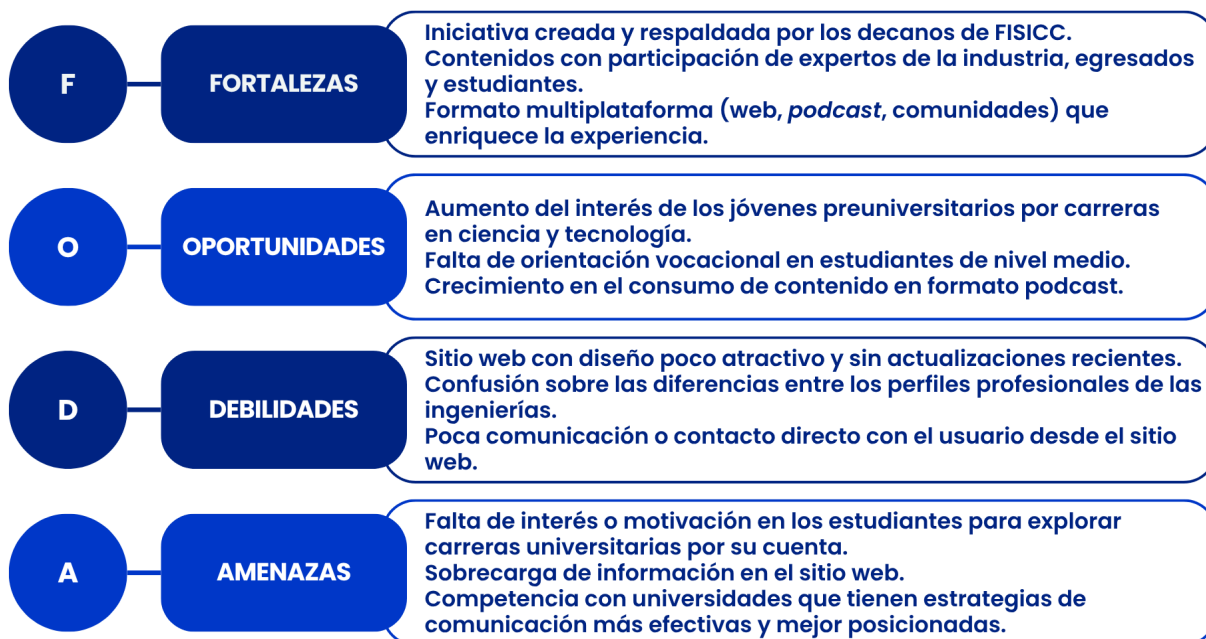 F
FORTALEZAS
Iniciativa creada y respaldada por los decanos de FISICC.
Contenidos con participación de expertos de la industria, egresados
y estudiantes.
Formato multiplataforma (web, podcast, comunidades) que
enriquece la experiencia.
O
OPORTUNIDADES
Aumento del interés de los jóvenes preuniversitarios por carreras
en ciencia y tecnología.
Falta de orientación vocacional en estudiantes de nivel medio.
Crecimiento en el consumo de contenido en formato podcast.
D
DEBILIDADES
Sitio web con diseño poco atractivo y sin actualizaciones recientes.
Confusión sobre las diferencias entre los perfiles profesionales de las
ingenierías.
Poca comunicación o contacto directo con el usuario desde el sitio
web.
A
AMENAZAS
Falta de interés o motivación en los estudiantes para explorar
carreras universitarias por su cuenta.
Sobrecarga de información en el sitio web.
Competencia con universidades que tienen estrategias de
comunicación más efectivas y mejor posicionadas.